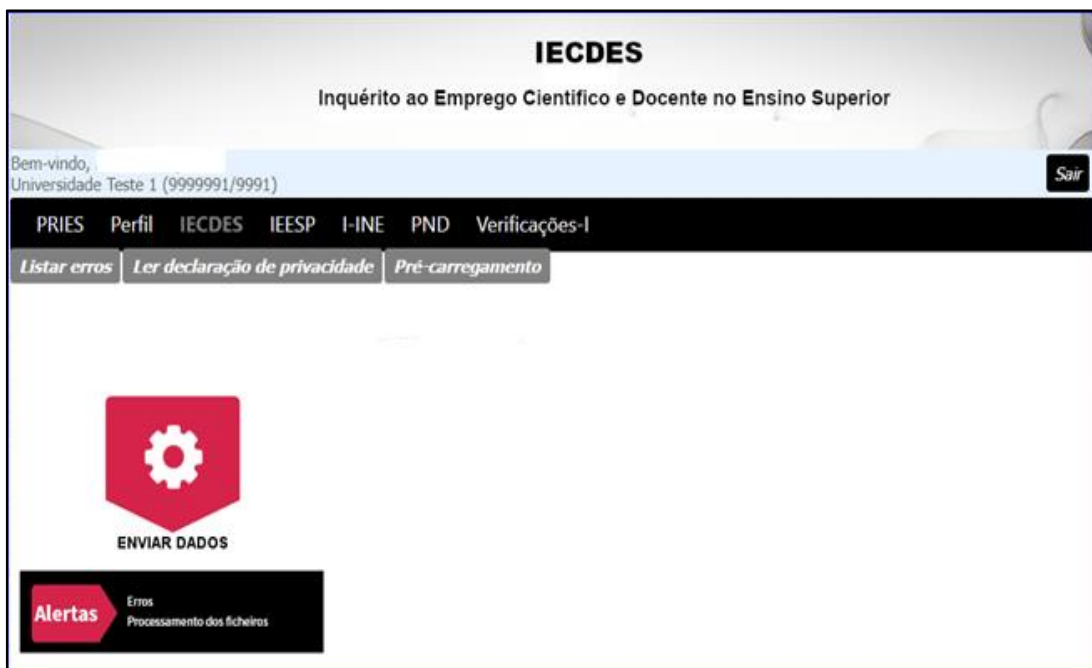 IECDES
Inquérito ao Emprego Cientifico e Docente no Ensino Superior
Bem-vindo,
Universidade Teste 1 (9999991/9991)
Sair
PRIES Perfil IECDES IEESP I-INE PND Verificações-I
Listar erros Ler declaração de privacidade Pré-carregamento
ENVIAR DADOS
Alertas
Erros
Processamento dos ficheiros